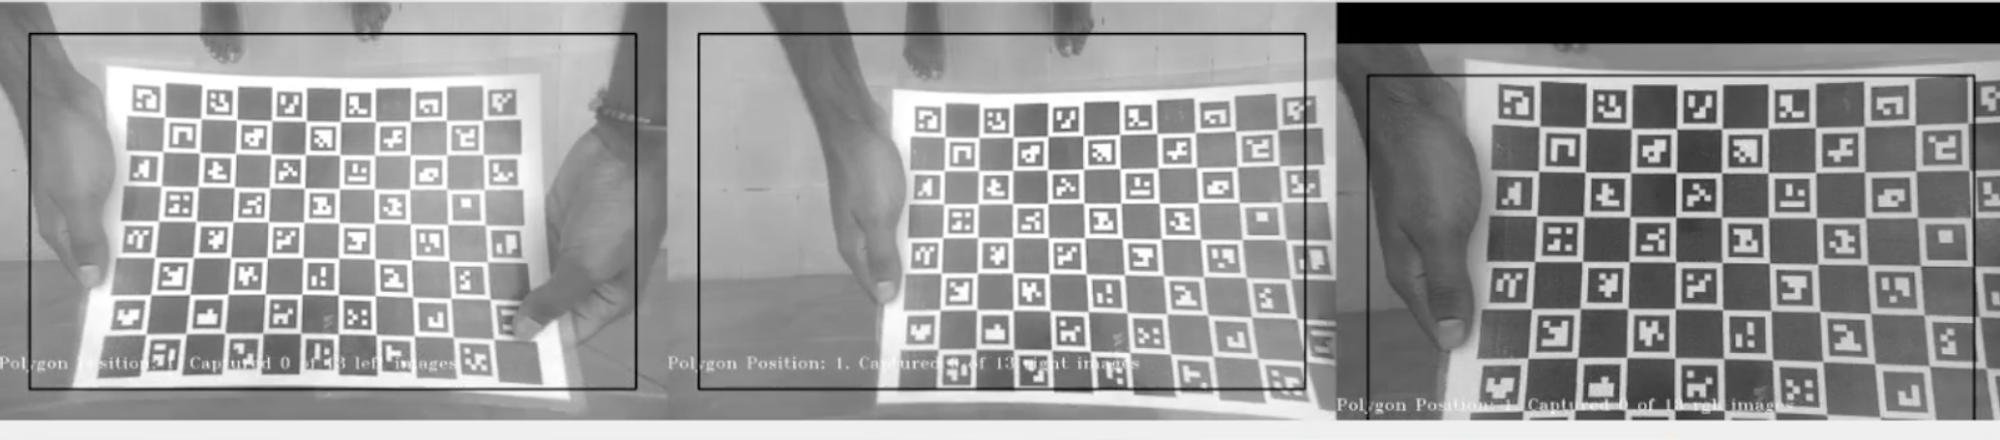 Polygon Position: 1. Captured 0 of 13 left images
Polygon Position: 1. Captured 0 of 13 right images
Polygon Position: 1. Captured 0 of 13 rgb images